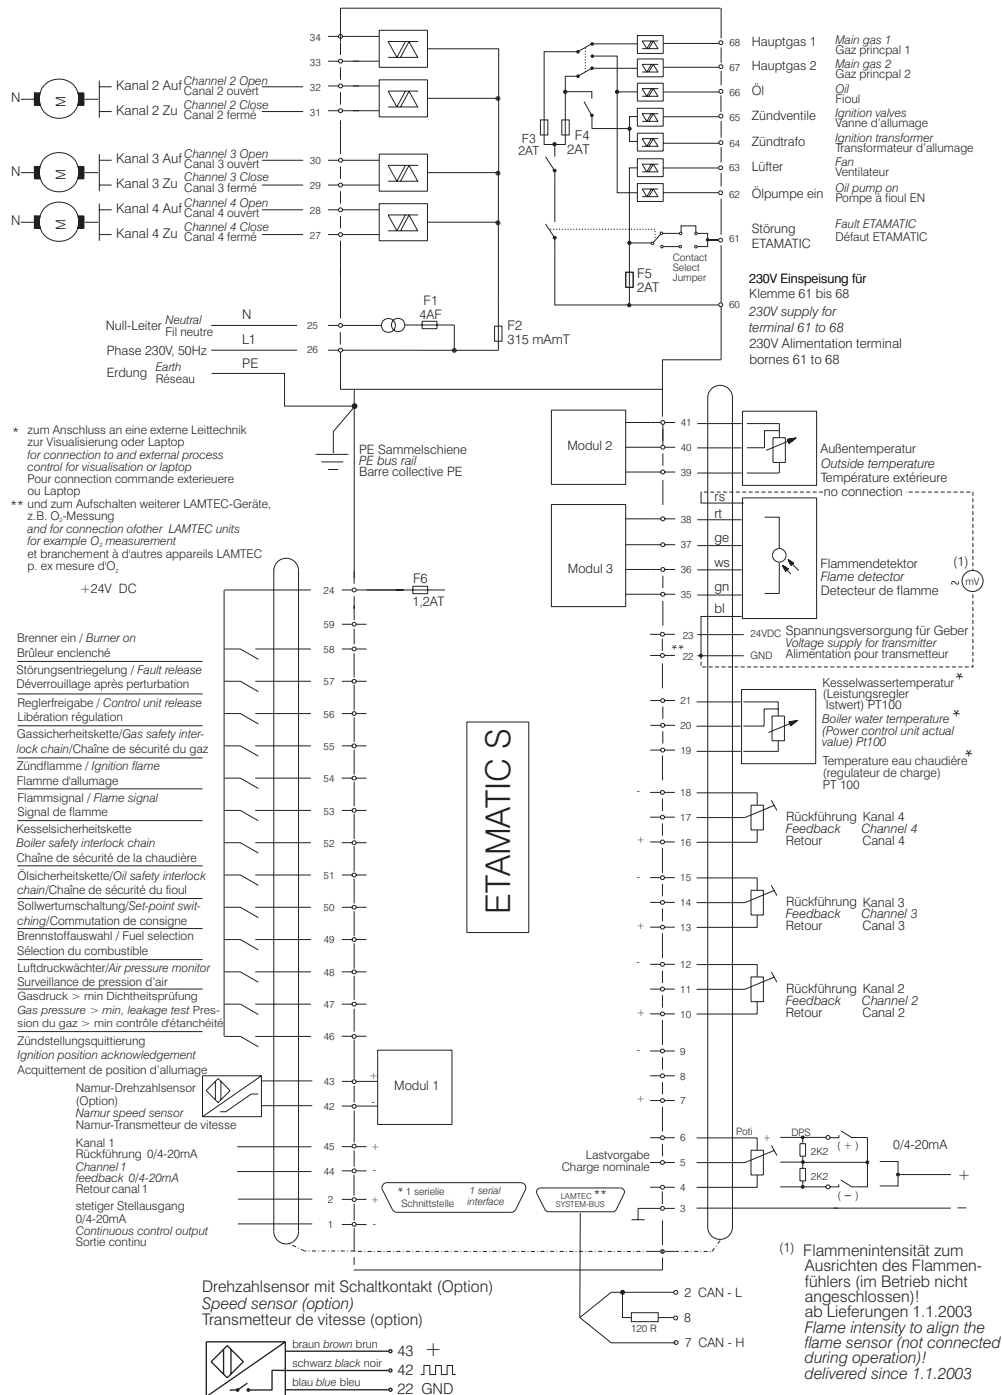 34
33
N
M
Kanal 2 Auf Channel 2 Open
Canal 2 ouvert
32
Kanal 2 Zu Channel 2 Close
Canal 2 fermé
31
N
M
Kanal 3 Auf Channel 3 Open
Canal 3 ouvert
30
Kanal 3 Zu Channel 3 Close
Canal 3 fermé
29
N
M
Kanal 4 Auf Channel 4 Open
Canal 4 ouvert
28
Kanal 4 Zu Channel 4 Close
Canal 4 fermé
27
Null-Leiter Neutral
Fil neutre
N
25
F1
4AF
Phase 230V, 50Hz
L1
26
F2
315 mAmT
Erdung Earth
Réseau
PE
F3
2AT
F4
2AT
F5
2AT
Contact
Select
Jumper
68 Hauptgas 1 Main gas 1
Gaz princpal 1
67 Hauptgas 2 Main gas 2
Gaz principal 2
66 Öl Oil
Fioul
65 Zündventile Ignition valves
Vanne d'allumage
64 Zündtrafo Ignition transformer
Transformateur d'allumage
63 Lüfter Fan
Ventilateur
62 Ölpumpe ein Oil pump on
Pompe à fioul EN
61 Störung Fault ETAMATIC
ETAMATIC Défaut ETAMATIC
60
230V Einspeisung für
Klemme 61 bis 68
230V supply for
terminal 61 to 68
230V Alimentation terminal
bornes 61 to 68
* zum Anschluss an eine externe Leittechnik
zur Visualisierung oder Laptop
for connection to and external process
control for visualisation or laptop
Pour connection commande exterieuere
ou Laptop
** und zum Aufschalten weiterer LAMTEC-Geräte,
z.B. O2-Messung
and for connection ofother LAMTEC units
for example O2 measurement
et branchement à d'autres appareils LAMTEC
p. ex mesure d'O2
PE Sammelschiene
PE bus rail
Barre collective PE
+24V DC
24
F6
1,2AT
59
Brenner ein / Burner on
Brûleur enclenché
58
Störungsentriegelung / Fault release
Déverrouillage après perturbation
57
Reglerfreigabe / Control unit release
Libération régulation
56
Gassicherheitskette/Gas safety inter-
lock chain/Chaîne de sécurité du gaz
55
Zündflamme / Ignition flame
Flamme d'allumage
54
Flammsignal / Flame signal
Signal de flamme
53
Kesselsicherheitskette
Boiler safety interlock chain
Chaîne de sécurité de la chaudière
52
Ölsicherheitskette/Oil safety interlock
chain/Chaîne de sécurité du fioul
51
Sollwertumschaltung/Set-point swit-
ching/Commutation de consigne
50
Brennstoffauswahl / Fuel selection
Sélection du combustible
49
Luftdruckwächter/Air pressure monitor
Surveillance de pression d'air
48
Gasdruck > min Dichtheitsprüfung
Gas pressure > min, leakage test Pres-
sion du gaz > min contrôle d'étanchéité
47
Zündstellungsquittierung
Ignition position acknowledgement
Acquittement de position d'allumage
46
Namur-Drehzahlsensor
(Option)
Namur speed sensor
Namur-Transmetteur de vitesse
43 +
42 -
Modul 1
Kanal 1
Rückführung 0/4-20mA
Channel 1
feedback 0/4-20mA
Retour canal 1
45 +
44 -
stetiger Stellausgang
0/4-20mA
Continuous control output
Sortie continu
2 +
1 -
ETAMATIC S
* 1 serielie
Schnittstelle
1 serial
interface
LAMTEC **
SYSTEM-BUS
Modul 2
41
40
39
Außentemperatur
Outside temperature
Température extérieure
no connection
Modul 3
rs
38 rt
37 ge
36 ws
35 gn
bl
Flammendetektor
Flame detector
Detecteur de flamme
(1)
~ mV
23 24VDC
** 22 GND
Spannungsversorgung für Geber
Voltage supply for transmitter
Alimentation pour transmetteur
21
20
19
Kesselwassertemperatur *
(Leistungsregler
Istwert) PT100
Boiler water temperature *
(Power control unit actual
value) Pt100
Temperature eau chaudiére *
(regulateur de charge)
PT 100
- 18
17
+ 16
Rückführung Kanal 4
Feedback Channel 4
Retour Canal 4
- 15
14
+ 13
Rückführung Kanal 3
Feedback Channel 3
Retour Canal 3
- 12
11
+ 10
Rückführung Kanal 2
Feedback Channel 2
Retour Canal 2
- 9
8
+ 7
Lastvorgabe
Charge nominale
6
5
4
3
Poti
+
-
DPS
2K2
2K2
(+)
(−)
0/4-20mA
+
−
2 CAN - L
8
120 R
7 CAN - H
Drehzahlsensor mit Schaltkontakt (Option)
Speed sensor (option)
Transmetteur de vitesse (option)
braun brown brun 43 +
schwarz black noir 42
blau blue bleu 22 GND
(1) Flammenintensität zum
Ausrichten des Flammen-
fühlers (im Betrieb nicht
angeschlossen)!
ab Lieferungen 1.1.2003
Flame intensity to align the
flame sensor (not connected
during operation)!
delivered since 1.1.2003